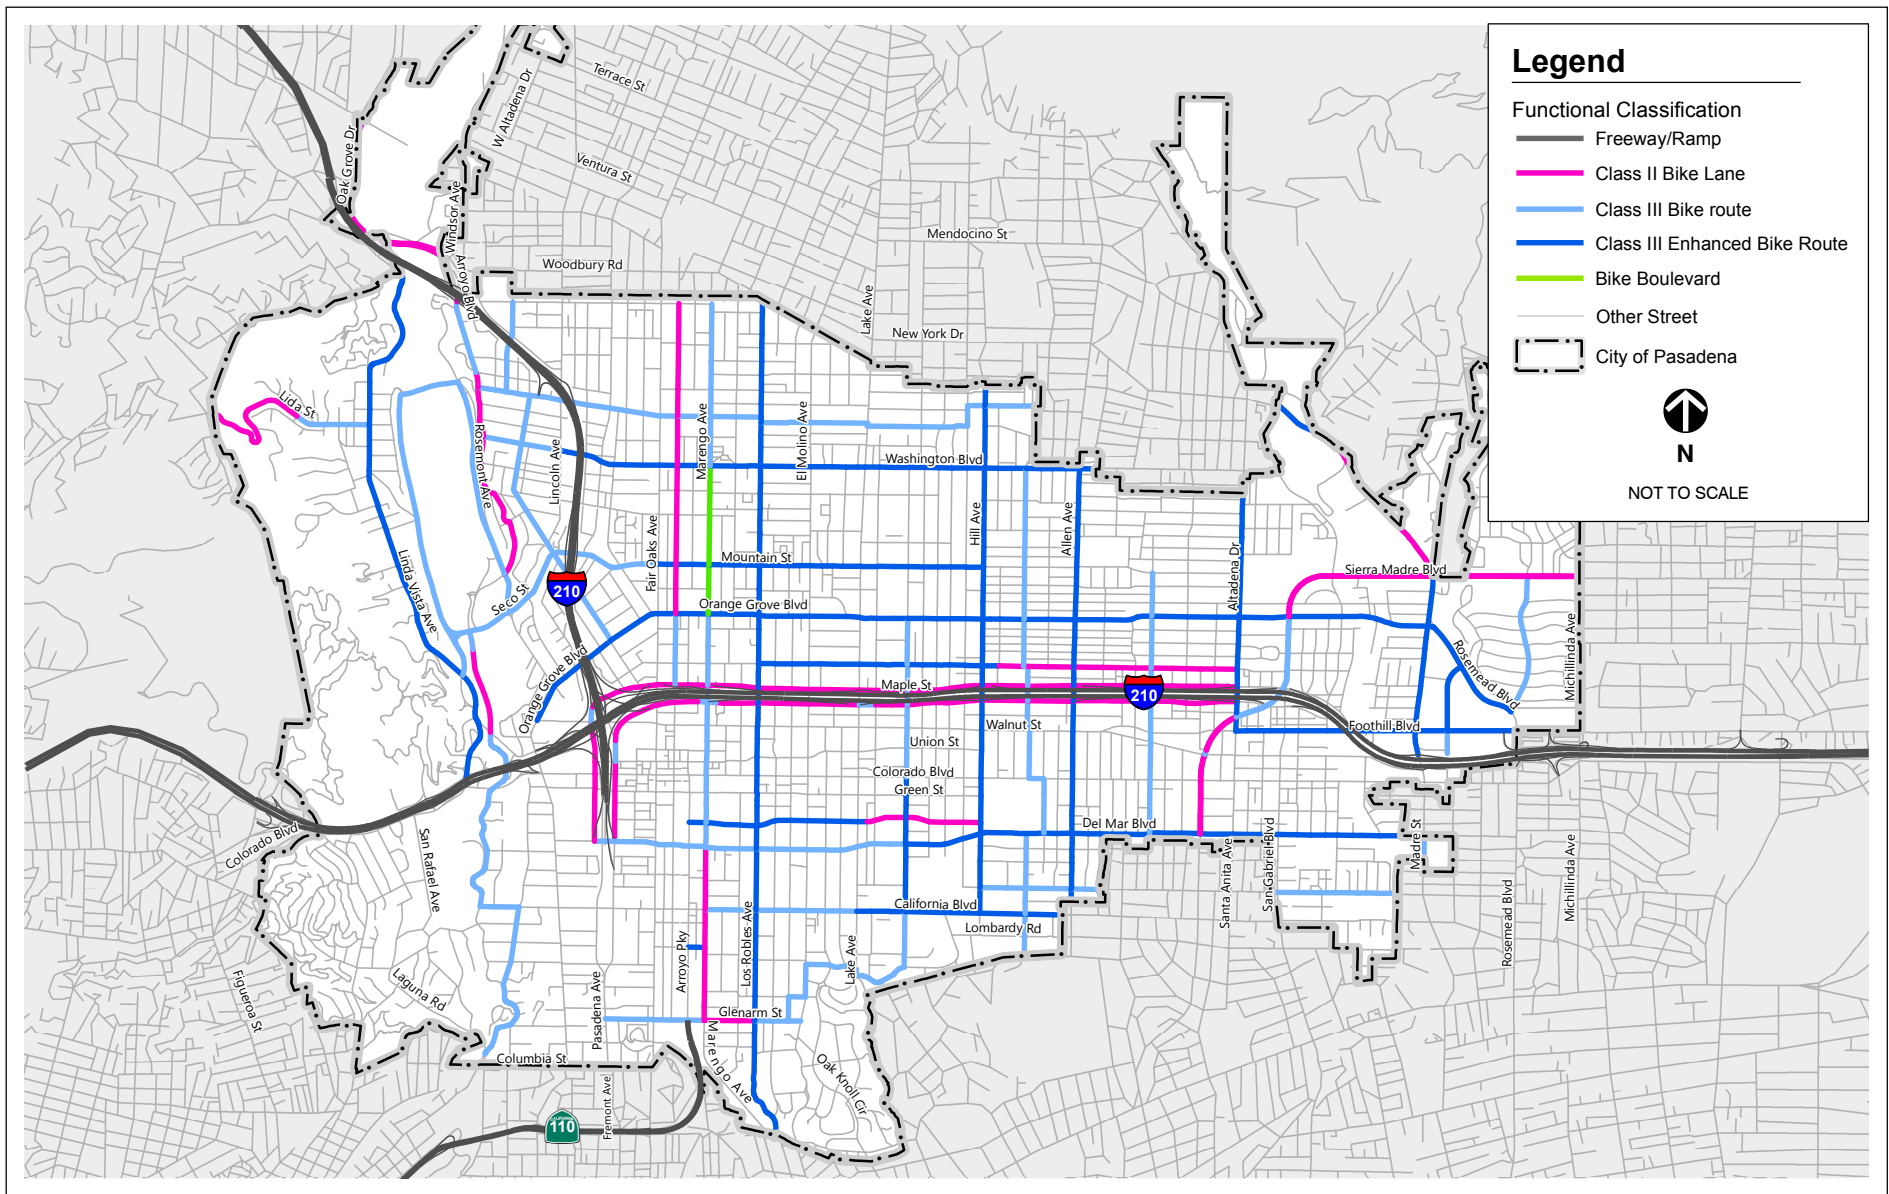 Legend
Functional Classification
Freeway/Ramp
Class II Bike Lane
Class III Bike route
Class III Enhanced Bike Route
Bike Boulevard
Other Street
City of Pasadena
N
NOT TO SCALE
Terrace St
W Altadena Dr
Oak Grove Dr
Ventura St
Windsor Ave
Mendocino St
Woodbury Rd
Arroyo Blvd
Lake Ave
New York Dr
Lida St
Rosemont Ave
Lincoln Ave
Marengo Ave
El Molino Ave
Washington Blvd
Hill Ave
Allen Ave
Fair Oaks Ave
Mountain St
Altadena Dr
Sierra Madre Blvd
Linda Vista Ave
Seco St
210
Orange Grove Blvd
Orange Grove Blvd
Rosemead Blvd
Michillinda Ave
Maple St
210
Walnut St
Foothill Blvd
Union St
Colorado Blvd
Green St
Colorado Blvd
San Rafael Ave
Del Mar Blvd
Santa Anita Ave
San Gabriel Blvd
Madre St
Rosemead Blvd
Michillinda Ave
California Blvd
Lombardy Rd
Los Robles Ave
Arroyo Pky
Lake Ave
Figueroa St
Laguna Rd
Pasadena Ave
Glenarm St
Marengo Ave
Columbia St
Oak Knoll Cir
Fremont Ave
CALIFORNIA
110